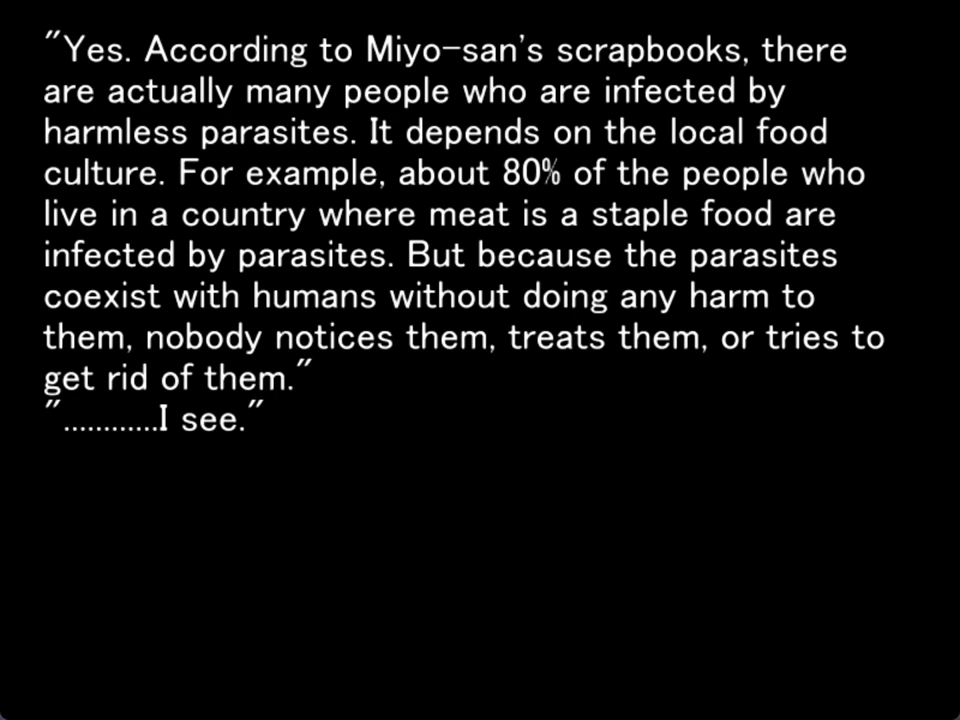 "Yes. According to Miyo-san's scrapbooks, there
are actually many people who are infected by
harmless parasites. It depends on the local food
culture. For example, about 80% of the people who
live in a country where meat is a staple food are
infected by parasites. But because the parasites
coexist with humans without doing any harm to
them, nobody notices them, treats them, or tries to
get rid of them."
"............I see."